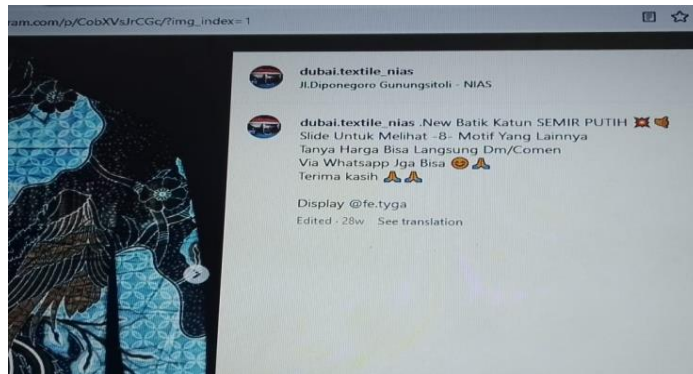 ram.com/p/CobXVsJrCGc/?img_index=1
dubai.textile_nias
Jl.Diponegoro Gunungsitoli - NIAS
dubai.textile_nias .New Batik Katun SEMIR PUTIH 💥📢
Slide Untuk Melihat -8- Motif Yang Lainnya
Tanya Harga Bisa Langsung Dm/Comen
Via Whatsapp Jga Bisa 😊🙏
Terima kasih 🙏🙏
Display @fe.tyga
Edited · 28w See translation